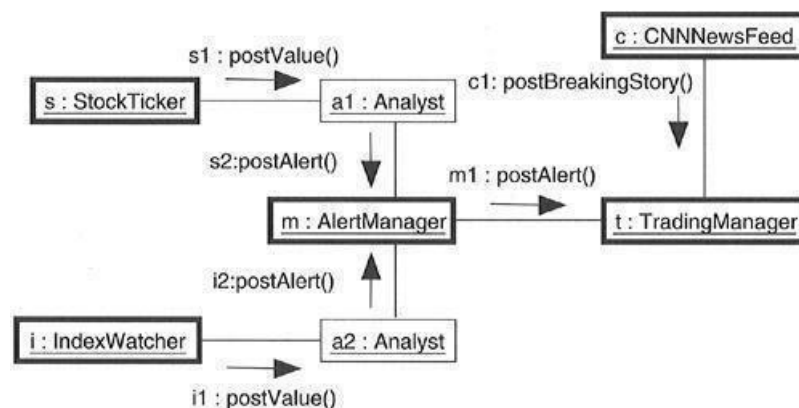 c : CNNNewsFeed
s1 : postValue()
c1: postBreakingStory()
s : StockTicker
a1 : Analyst
s2:postAlert()
m1 : postAlert()
m : AlertManager
t : TradingManager
i2:postAlert()
i : IndexWatcher
a2 : Analyst
i1 : postValue()